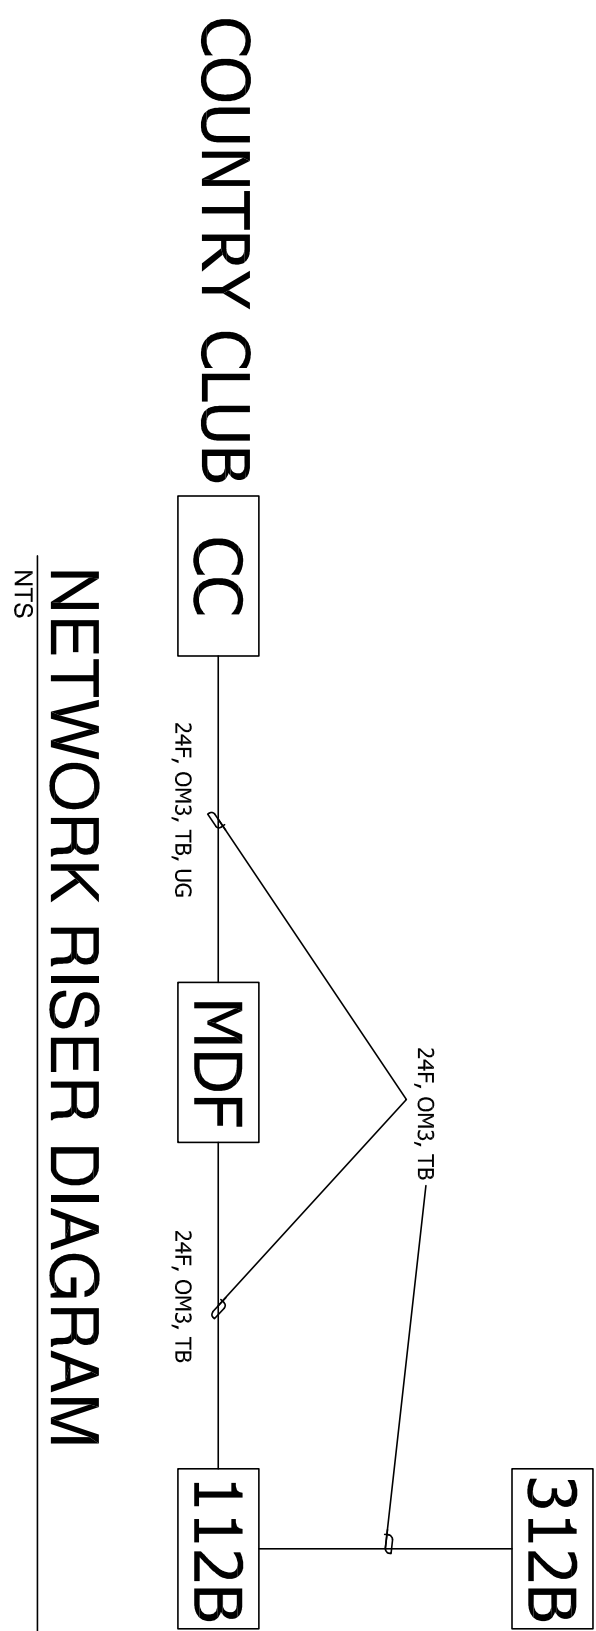 312B
24F, OM3, TB
COUNTRY CLUB
CC
MDF
112B
24F, OM3, TB, UG
24F, OM3, TB
NETWORK RISER DIAGRAM
NTS